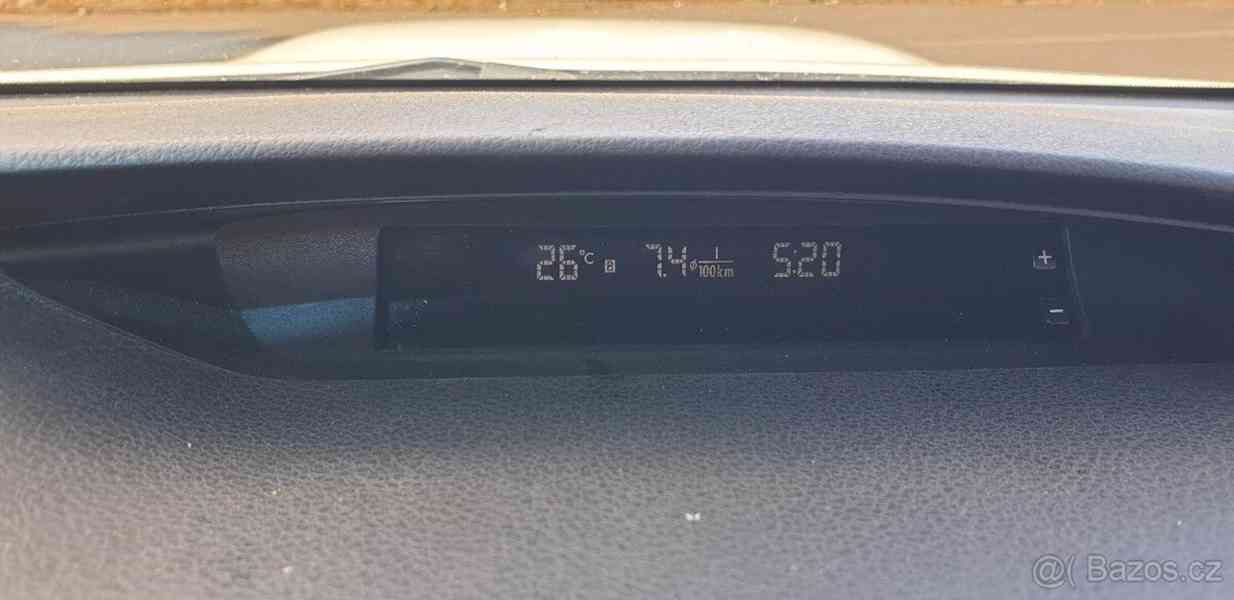 26°C B 7.4 ø l/100km 5:20 +
−
@( Bazos.cz